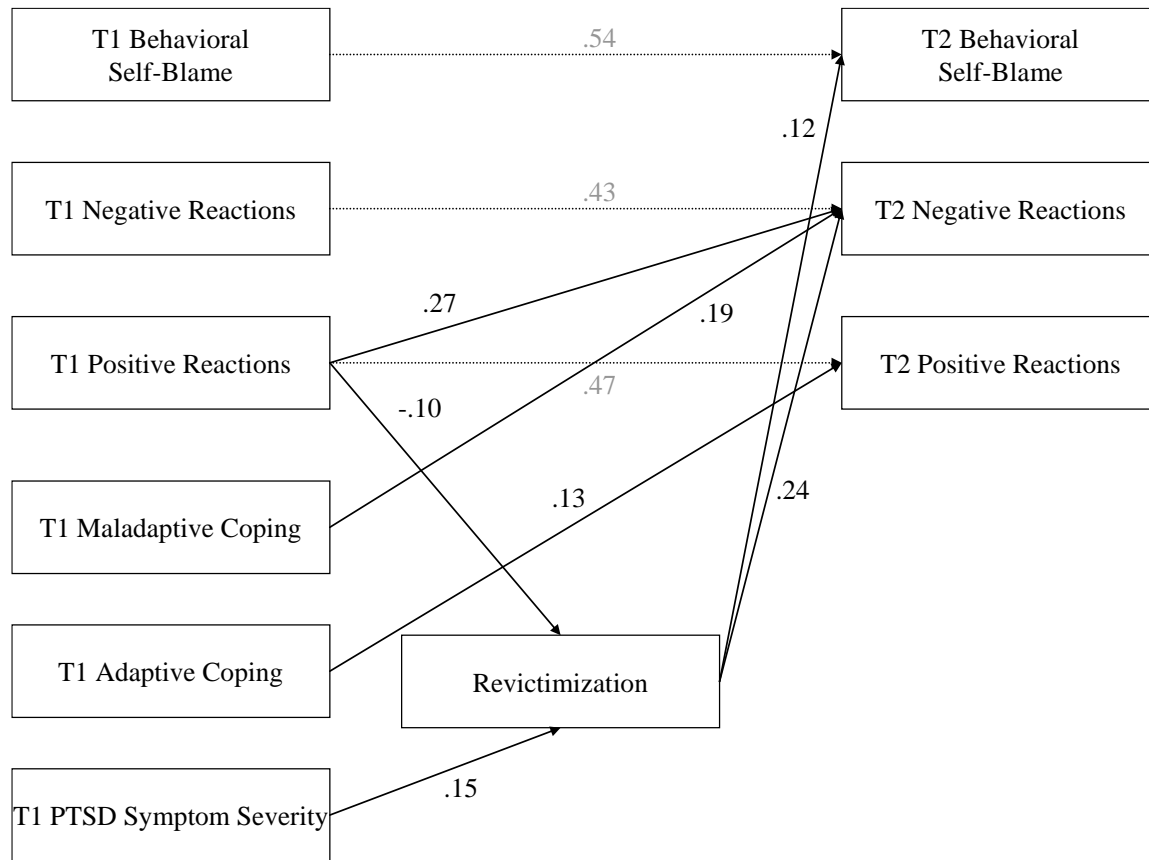 T1 Behavioral
Self-Blame
.54
T2 Behavioral
Self-Blame
.12
T1 Negative Reactions
.43
T2 Negative Reactions
.27
.19
T1 Positive Reactions
.47
T2 Positive Reactions
-.10
T1 Maladaptive Coping
.13
.24
T1 Adaptive Coping
Revictimization
.15
T1 PTSD Symptom Severity